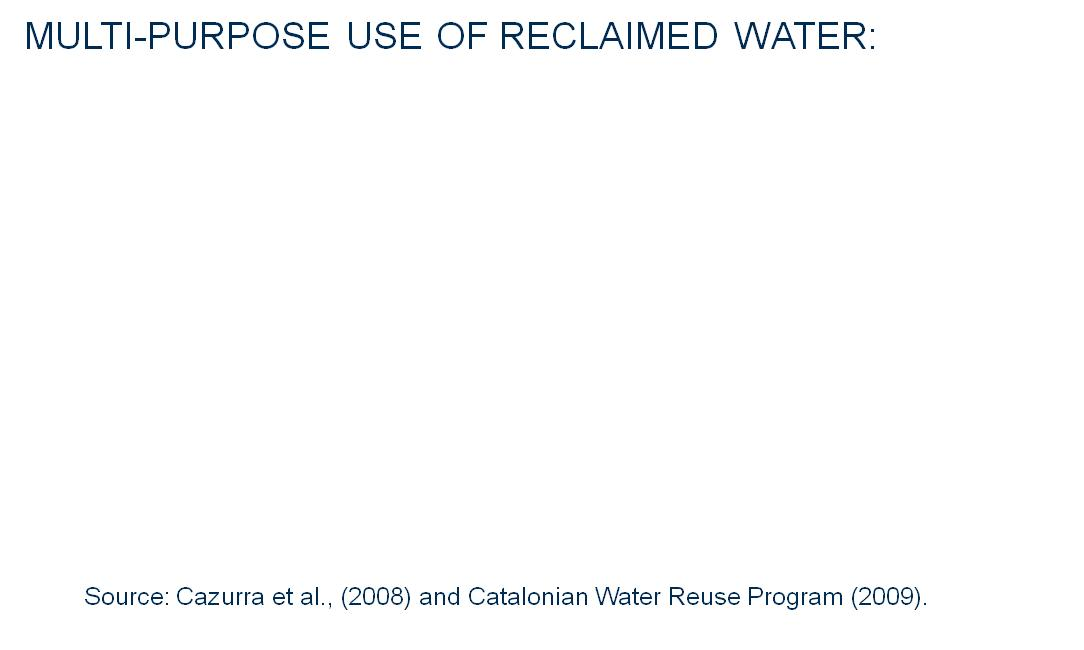 MULTI-PURPOSE USE OF RECLAIMED WATER:
Source: Cazurra et al., (2008) and Catalonian Water Reuse Program (2009).